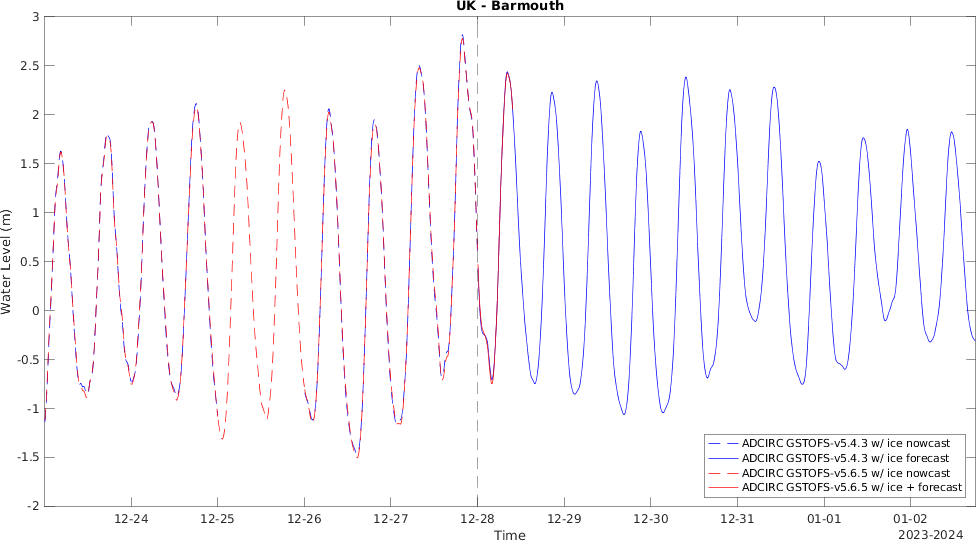 UK - Barmouth
3
2.5
2
1.5
1
0.5
0
-0.5
-1
-1.5
-2
Water Level (m)
ADCIRC GSTOFS-v5.4.3 w/ ice nowcast
ADCIRC GSTOFS-v5.4.3 w/ ice forecast
ADCIRC GSTOFS-v5.6.5 w/ ice nowcast
ADCIRC GSTOFS-v5.6.5 w/ ice + forecast
12-24 12-25 12-26 12-27 12-28 12-29 12-30 12-31 01-01 01-02
Time
2023-2024